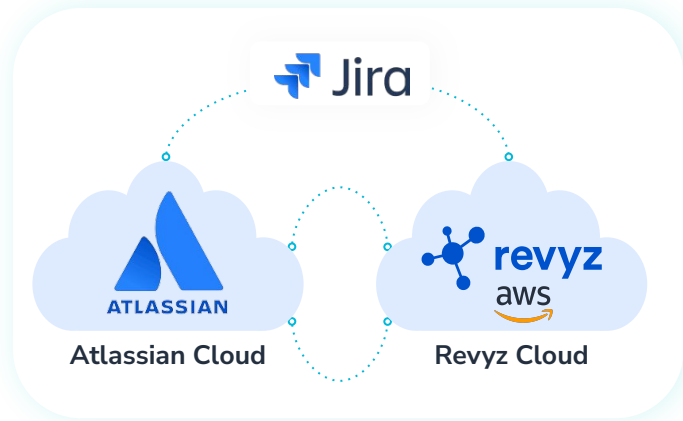 Jira
ATLASSIAN
revyz
aws
Atlassian Cloud
Revyz Cloud